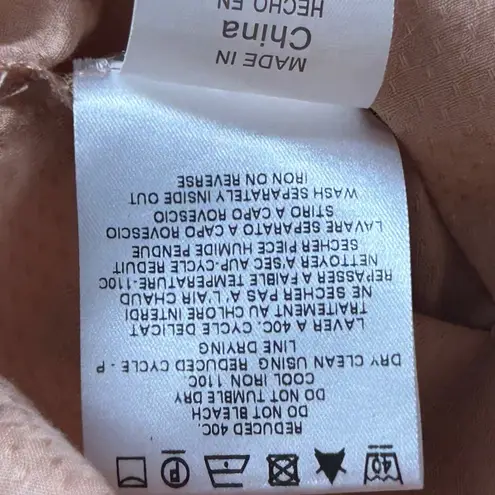 40 P
REDUCED 40C.
DO NOT BLEACH
DO NOT TUMBLE DRY
COOL IRON 110C
DRY CLEAN USING REDUCED CYCLE - P
LINE DRYING
LAVER A 40C. CYCLE DELICAT
TRAITEMENT AU CHLORE INTERDI
NE SECHER PAS A'L'AIR CHAUD
REPASSER A FAIBLE TEMPERATURE-110C
NETTOYER A'SEC AUP-CYCLE REDUIT
SECHER PIECE HUMIDE PENDUE
LAVARE SEPARATO A CAPO ROVESCIO
STIRO A CAPO ROVESCIO
WASH SEPARATELY INSIDE OUT
IRON ON REVERSE
MADE IN
China
HECHO EN